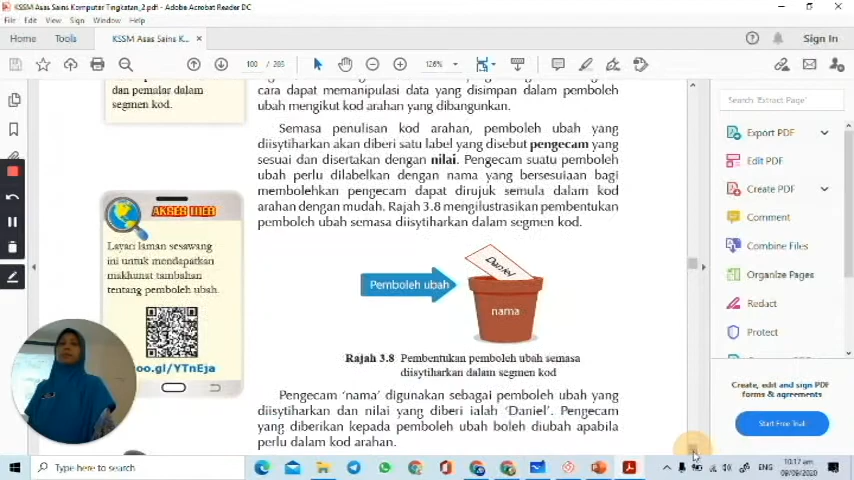 KSSM Asas Sains Komputer Tingkatan_2.pdf - Adobe Acrobat Reader DC
File Edit View Sign Window Help
Home Tools KSSM Asas Sains K... × Sign In
100 / 285 126%
dan pemalar dalam
segmen kod.
cara dapat memanipulasi data yang disimpan dalam pemboleh
ubah mengikut kod arahan yang dibangunkan.
Semasa penulisan kod arahan, pemboleh ubah yang
diisytiharkan akan diberi satu label yang disebut pengecam yang
sesuai dan disertakan dengan nilai. Pengecam suatu pemboleh
ubah perlu dilabelkan dengan nama yang bersesuaian bagi
membolehkan pengecam dapat dirujuk semula dalam kod
arahan dengan mudah. Rajah 3.8 mengilustrasikan pembentukan
pemboleh ubah semasa diisytiharkan dalam segmen kod.
AKSES WEB
Layari laman sesawang
ini untuk mendapatkan
maklumat tambahan
tentang pemboleh ubah.
oo.gl/YTnEja
Pemboleh ubah
Daniel
nama
Rajah 3.8 Pembentukan pemboleh ubah semasa
diisytiharkan dalam segmen kod
Pengecam 'nama' digunakan sebagai pemboleh ubah yang
diisytiharkan dan nilai yang diberi ialah 'Daniel'. Pengecam
yang diberikan kepada pemboleh ubah boleh diubah apabila
perlu dalam kod arahan.
Search 'Extract Page'
Export PDF
Edit PDF
Create PDF
Comment
Combine Files
Organize Pages
Redact
Protect
Create, edit and sign PDF
forms & agreements
Start Free Trial
Type here to search
ENG
10:17 am
09/09/2020